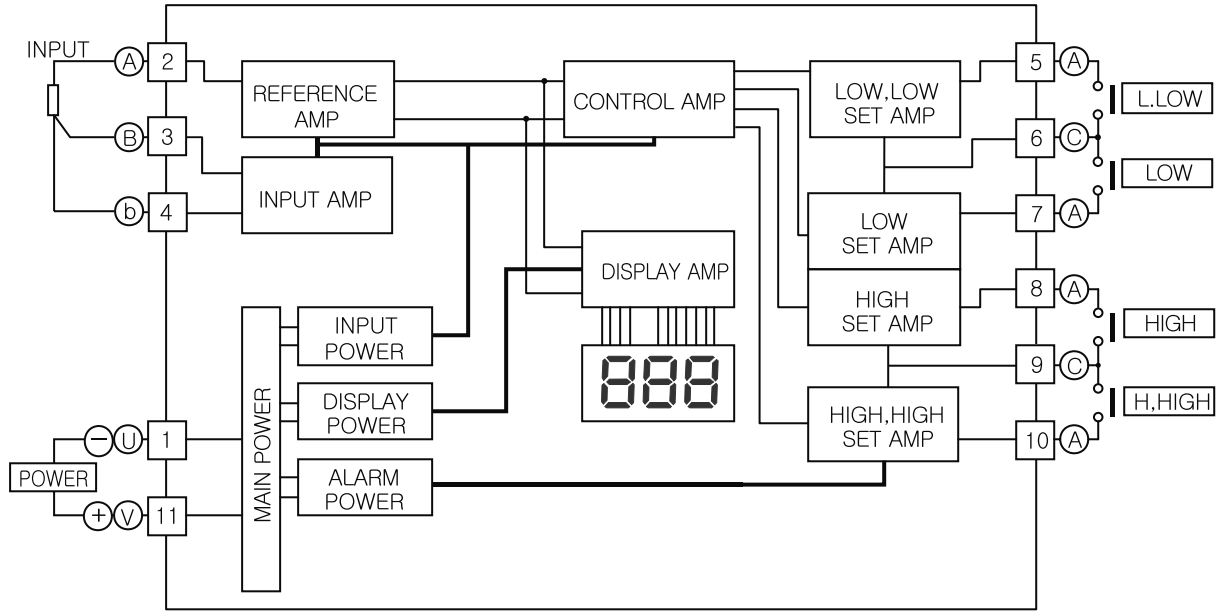 INPUT
A
2
B
3
b
4
REFERENCE
AMP
INPUT AMP
CONTROL AMP
LOW,LOW
SET AMP
LOW
SET AMP
HIGH
SET AMP
HIGH,HIGH
SET AMP
DISPLAY AMP
888
MAIN POWER
INPUT
POWER
DISPLAY
POWER
ALARM
POWER
POWER
− U 1
+ V 11
5 A
L.LOW
6 C
LOW
7 A
8 A
HIGH
9 C
H,HIGH
10 A